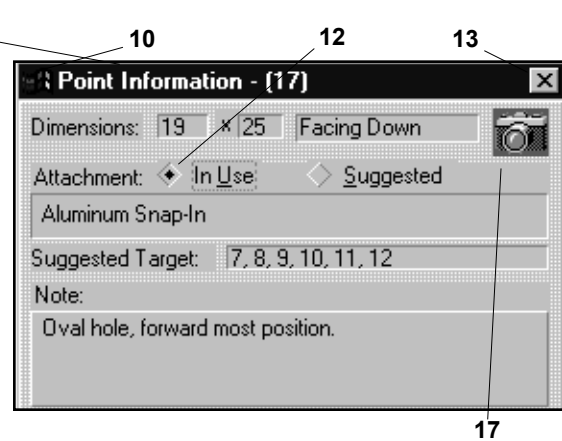 10 12 13
Point Information - (17)
Dimensions: 19 × 25 Facing Down
Attachment: In Use Suggested
Aluminum Snap-In
Suggested Target: 7, 8, 9, 10, 11, 12
Note:
Oval hole, forward most position.
17